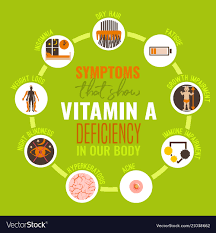 DRY HAIR
FATIGUE
GROWTH IMPAIRMENT
IMMUNE IMPAIRMENT
ACNE
HYPERKERATOSIS
NIGHT BLINDNESS
WEIGHT LOSS
INSOMNIA
SYMPTOMS
that show
VITAMIN A
DEFICIENCY
IN OUR BODY
VectorStock®
VectorStock.com/21038662